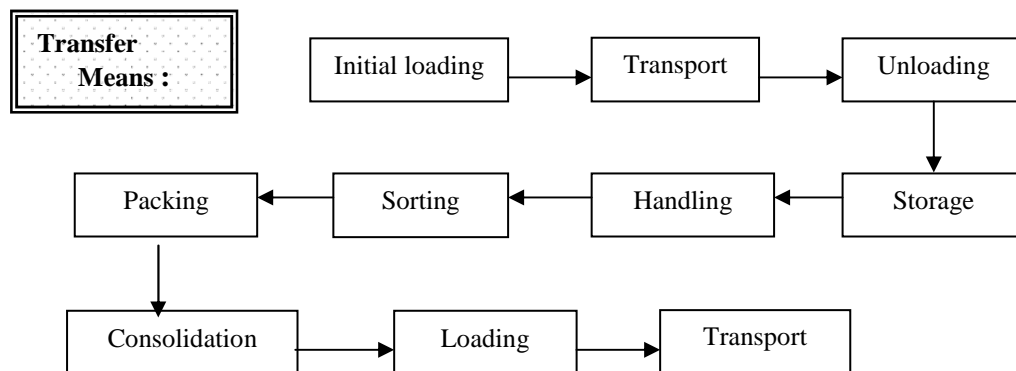 Transfer
Means :
Initial loading
Transport
Unloading
Packing
Sorting
Handling
Storage
Consolidation
Loading
Transport